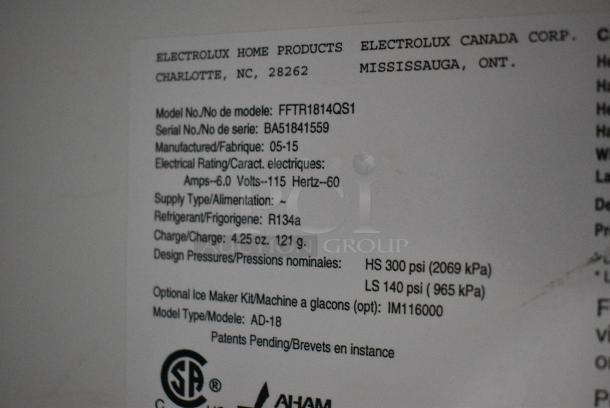 ELECTROLUX HOME PRODUCTS ELECTROLUX CANADA CORP.
CHARLOTTE, NC, 28262 MISSISSAUGA, ONT.
Model No./No de modele: FFTR1814QS1
Serial No./No de serie: BA51841559
Manufactured/Fabrique: 05-15
Electrical Rating/Caract. electriques:
Amps--6.0 Volts--115 Hertz--60
Supply Type/Alimentation: ~
Refrigerant/Frigorigene: R134a
Charge/Charge: 4.25 oz. 121 g.
AUCTION GROUP
Design Pressures/Pressions nominales: HS 300 psi (2069 kPa)
LS 140 psi ( 965 kPa)
Optional Ice Maker Kit/Machine a glacons (opt): IM116000
Model Type/Modele: AD-18
Patents Pending/Brevets en instance
SA ®
AHAM